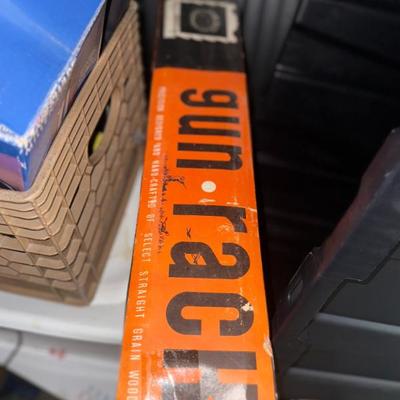 gun·rack
PRECISION DESIGNED AND HAND-CRAFTED OF SELECT STRAIGHT GRAIN WOOD